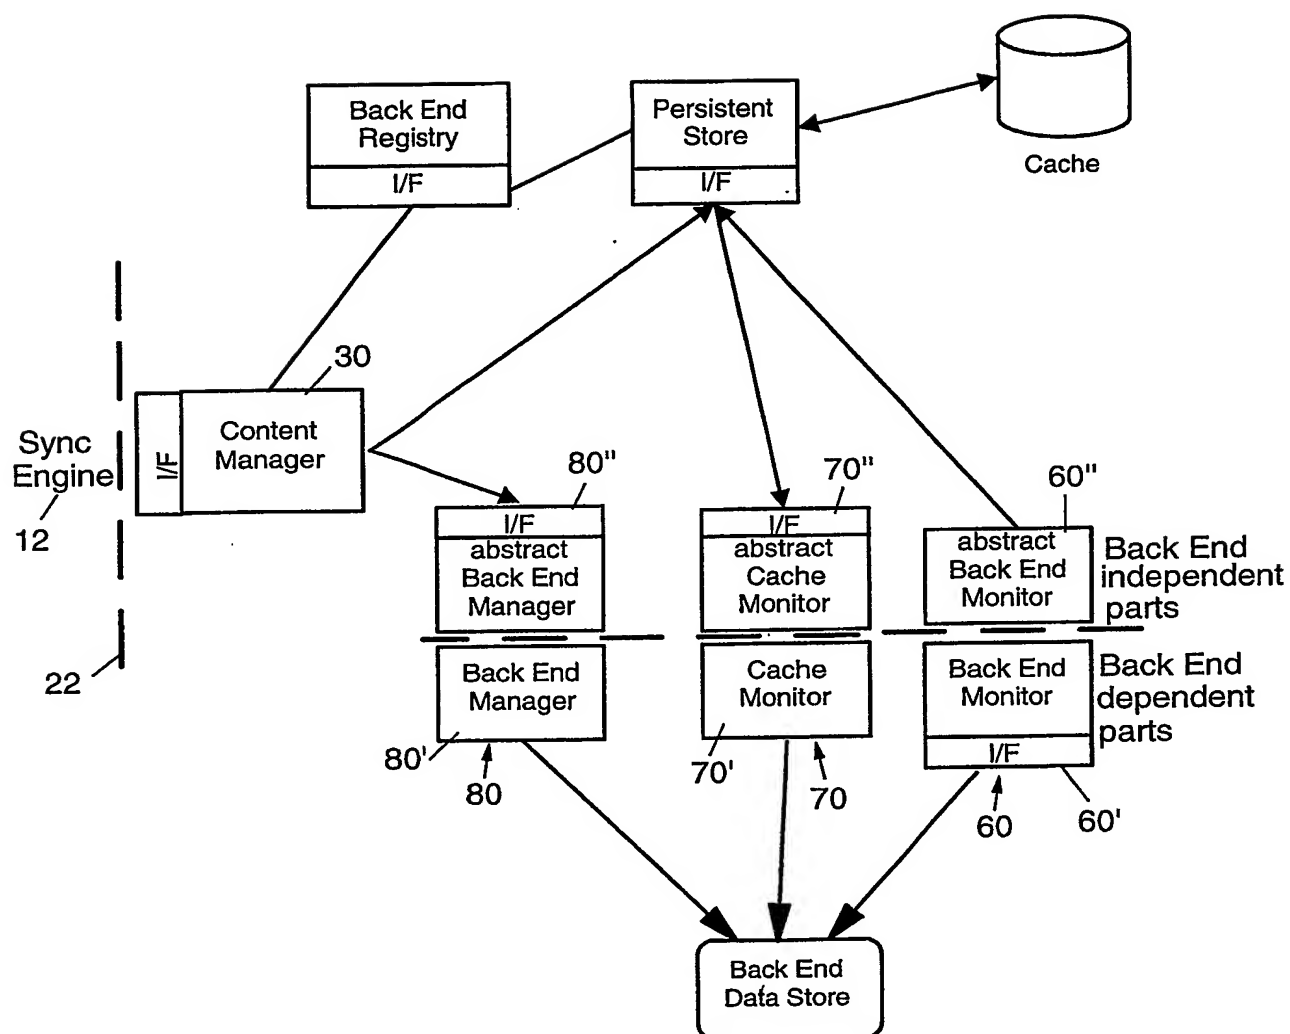 Back End
Registry
I/F
Persistent
Store
I/F
Cache
30
Content
Manager
I/F
Sync
Engine
12
22
80"
I/F
abstract
Back End
Manager
70"
I/F
abstract
Cache
Monitor
60"
abstract
Back End
Monitor
Back End
independent
parts
Back End
Manager
80'
80
Cache
Monitor
70'
70
Back End
Monitor
I/F
60
60'
Back End
dependent
parts
Back End
Data Store